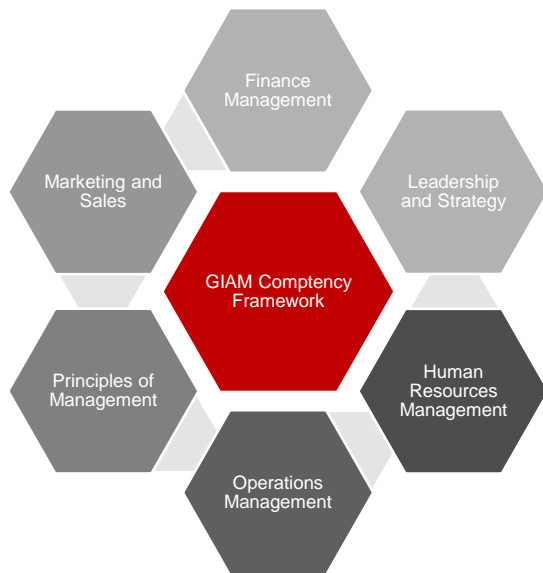 Finance
Management
Marketing and
Sales
Leadership
and Strategy
GIAM Comptency
Framework
Principles of
Management
Human
Resources
Management
Operations
Management